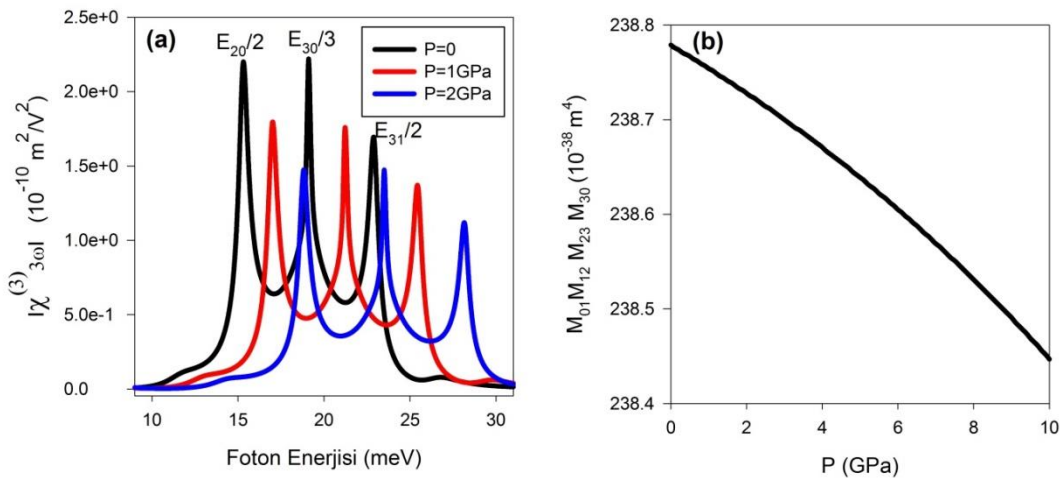 (a)
E20/2
E30/3
E31/2
P=0
P=1GPa
P=2GPa
2.5e+0
2.0e+0
1.5e+0
1.0e+0
5.0e-1
0.0
|χ(3)3ω| (10-10 m2/V2)
10 15 20 25 30
Foton Enerjisi (meV)
(b)
238.8
238.7
238.6
238.5
238.4
M01M12 M23 M30 (10-38 m4)
0 2 4 6 8 10
P (GPa)